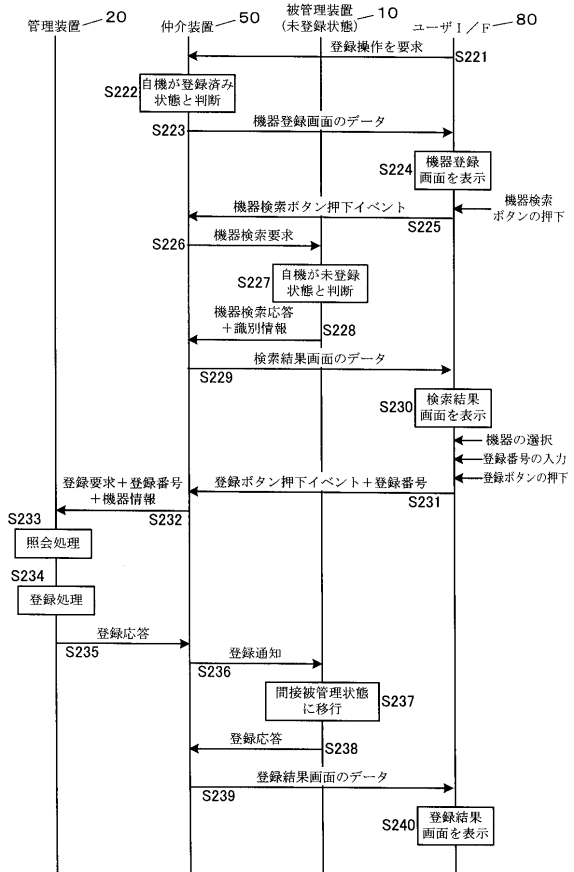 管理装置 20
仲介装置 50
被管理装置 10
(未登録状態)
ユーザI/F 80
登録操作を要求
S221
S222
自機が登録済み
状態と判断
S223
機器登録画面のデータ
S224
機器登録
画面を表示
機器検索ボタン押下イベント
S225
機器検索
ボタンの押下
S226
機器検索要求
S227
自機が未登録
状態と判断
機器検索応答
+識別情報
S228
検索結果画面のデータ
S229
S230
検索結果
画面を表示
機器の選択
登録番号の入力
登録ボタンの押下
登録ボタン押下イベント+登録番号
S231
登録要求+登録番号
+機器情報
S232
S233
照会処理
S234
登録処理
登録応答
S235
登録通知
S236
間接被管理状態
に移行
S237
登録応答
S238
登録結果画面のデータ
S239
S240
登録結果
画面を表示